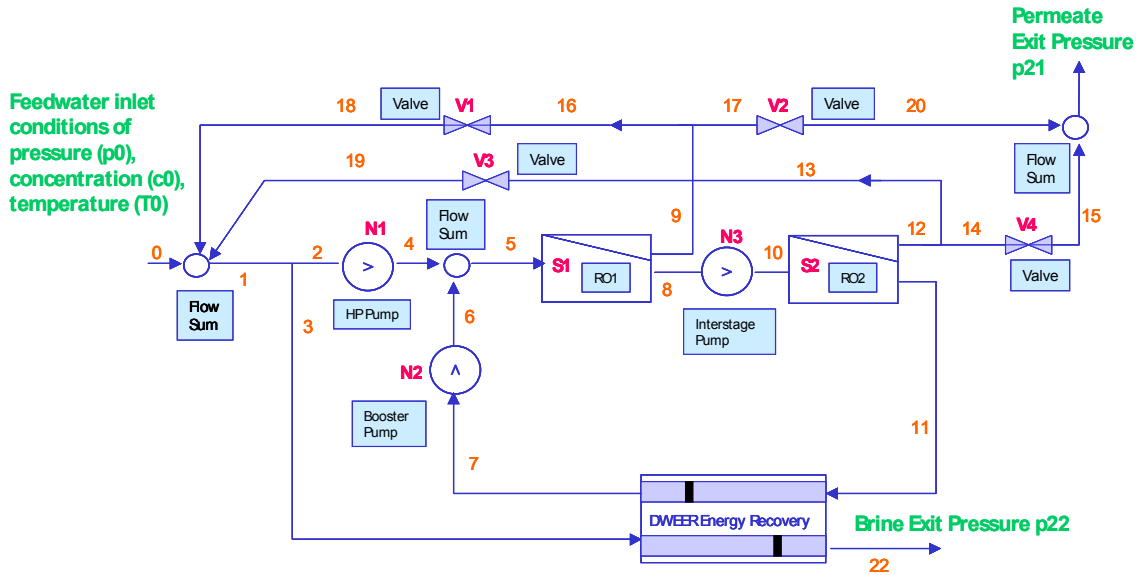 Permeate
Exit Pressure
p21
Feedwater inlet
conditions of
pressure (p0),
concentration (c0),
temperature (T0)
18
Valve
V1
16
17
V2
Valve
20
19
V3
Valve
13
Flow
Sum
15
0
Flow
Sum
1
2
N1
4
HP Pump
Flow
Sum
5
S1
RO1
9
8
N3
10
Interstage
Pump
S2
RO2
12
14
V4
Valve
3
6
N2
Booster
Pump
7
11
DWEER Energy Recovery
Brine Exit Pressure p22
22